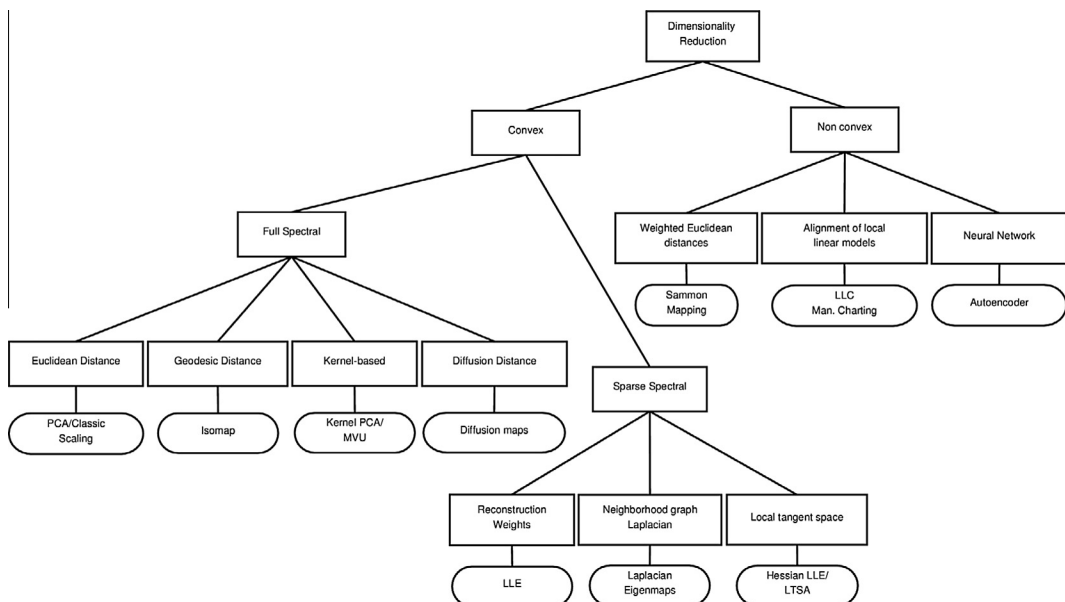 Dimensionality
Reduction
Convex
Non convex
Full Spectral
Weighted Euclidean
distances
Alignment of local
linear models
Neural Network
Sammon
Mapping
LLC
Man. Charting
Autoencoder
Euclidean Distance
Geodesic Distance
Kernel-based
Diffusion Distance
Sparse Spectral
PCA/Classic
Scaling
Isomap
Kernel PCA/
MVU
Diffusion maps
Reconstruction
Weights
Neighborhood graph
Laplacian
Local tangent space
LLE
Laplacian
Eigenmaps
Hessian LLE/
LTSA